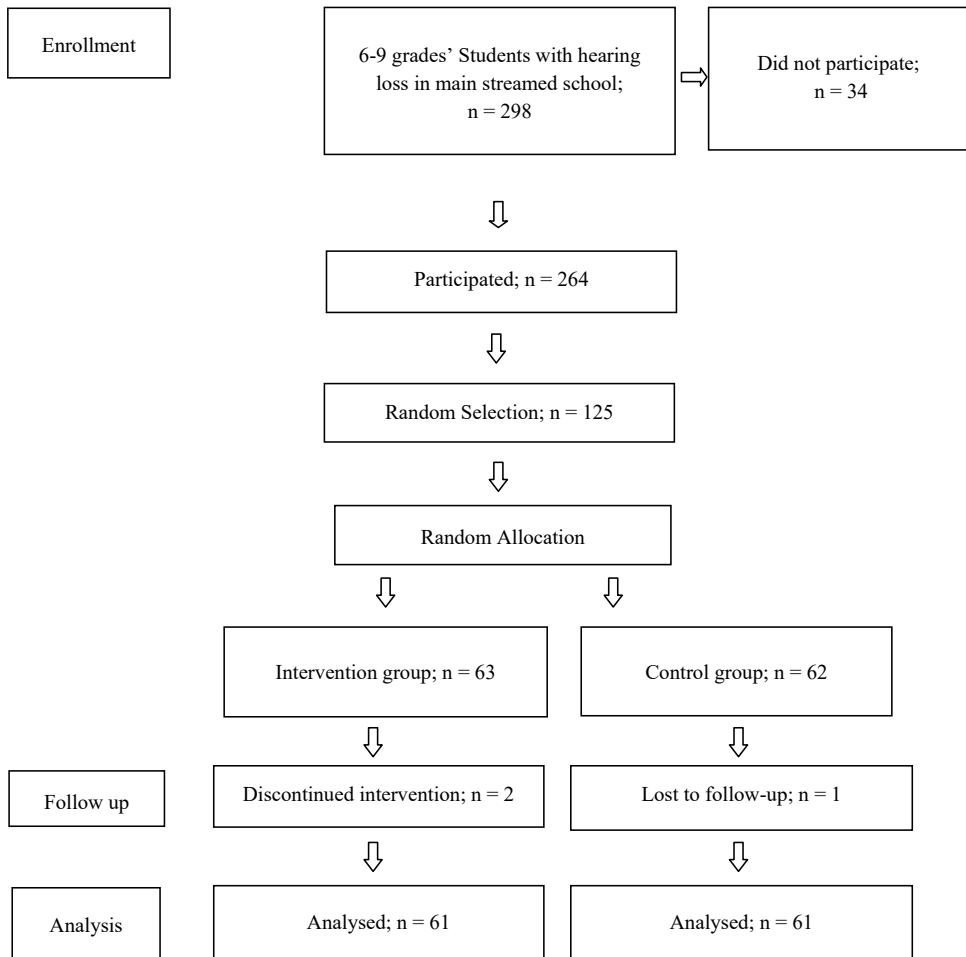 Enrollment
6-9 grades’ Students with hearing
loss in main streamed school;
n = 298
Did not participate;
n = 34
Participated; n = 264
Random Selection; n = 125
Random Allocation
Intervention group; n = 63
Control group; n = 62
Follow up
Discontinued intervention; n = 2
Lost to follow-up; n = 1
Analysis
Analysed; n = 61
Analysed; n = 61